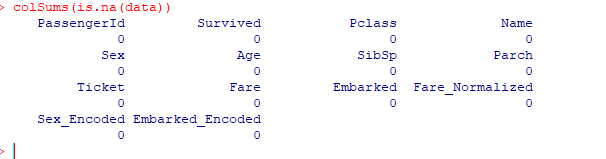 > colSums(is.na(data))
PassengerId Survived Pclass Name
0 0 0 0
Sex Age SibSp Parch
0 0 0 0
Ticket Fare Embarked Fare_Normalized
0 0 0 0
Sex_Encoded Embarked_Encoded
0 0
>